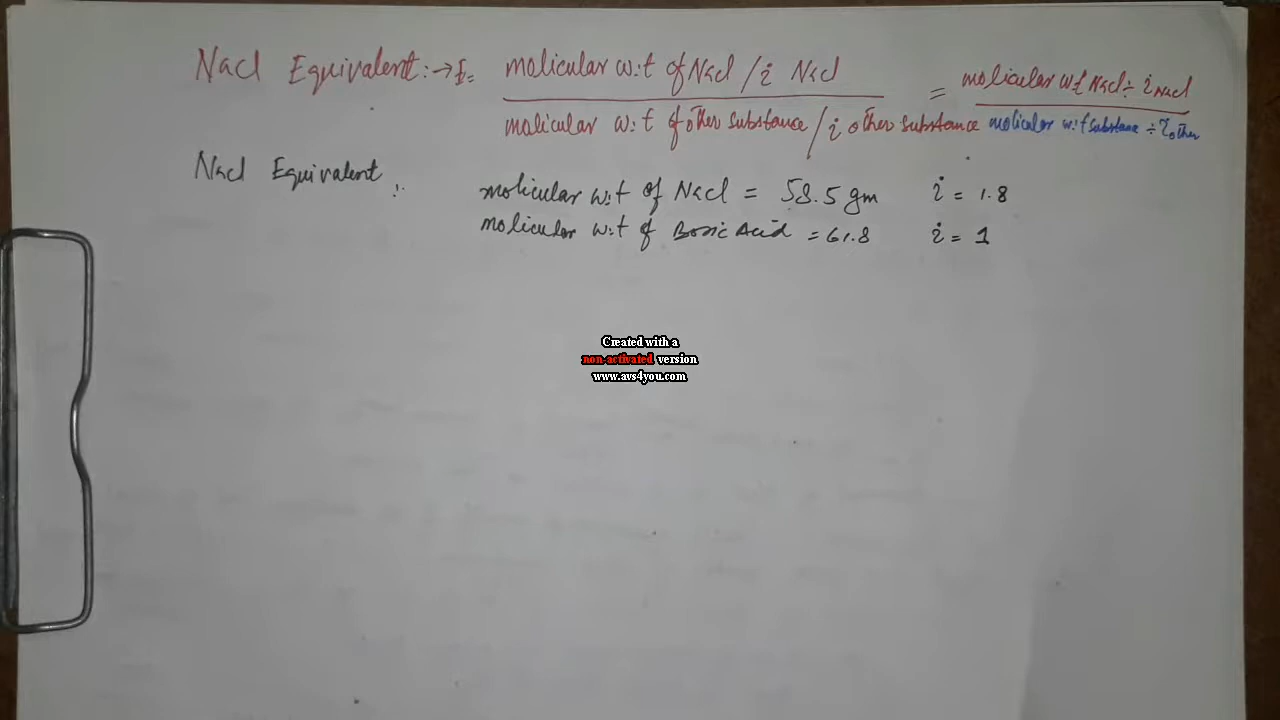 Nacl Equivalent:→E= molicular w:t of Nacl / i Nacl = molicular wt Nacl ÷ i Nacl
molicular w:t of other substance / i other substance molicular w:t substance ÷ i other
Nacl Equivalent :.
molicular w:t of Nacl = 58.5 gm i = 1.8
molicular w:t of Boric Acid = 61.8 i = 1
Created with a
non-activated version
www.avs4you.com